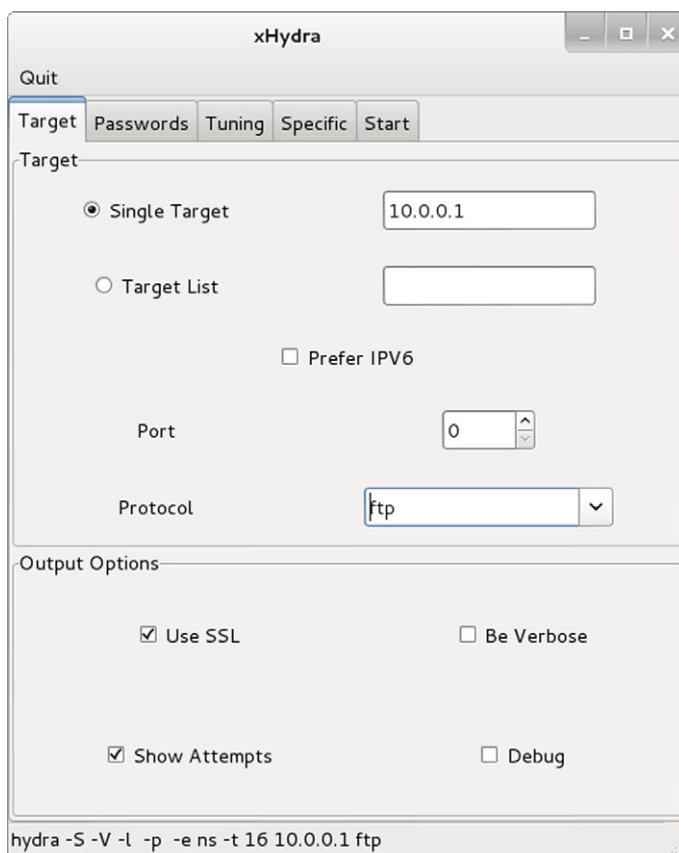 xHydra
Quit
Target Passwords Tuning Specific Start
Target
Single Target 10.0.0.1
Target List
Prefer IPV6
Port 0
Protocol ftp
Output Options
Use SSL Be Verbose
Show Attempts Debug
hydra -S -V -l  -p  -e ns -t 16 10.0.0.1 ftp